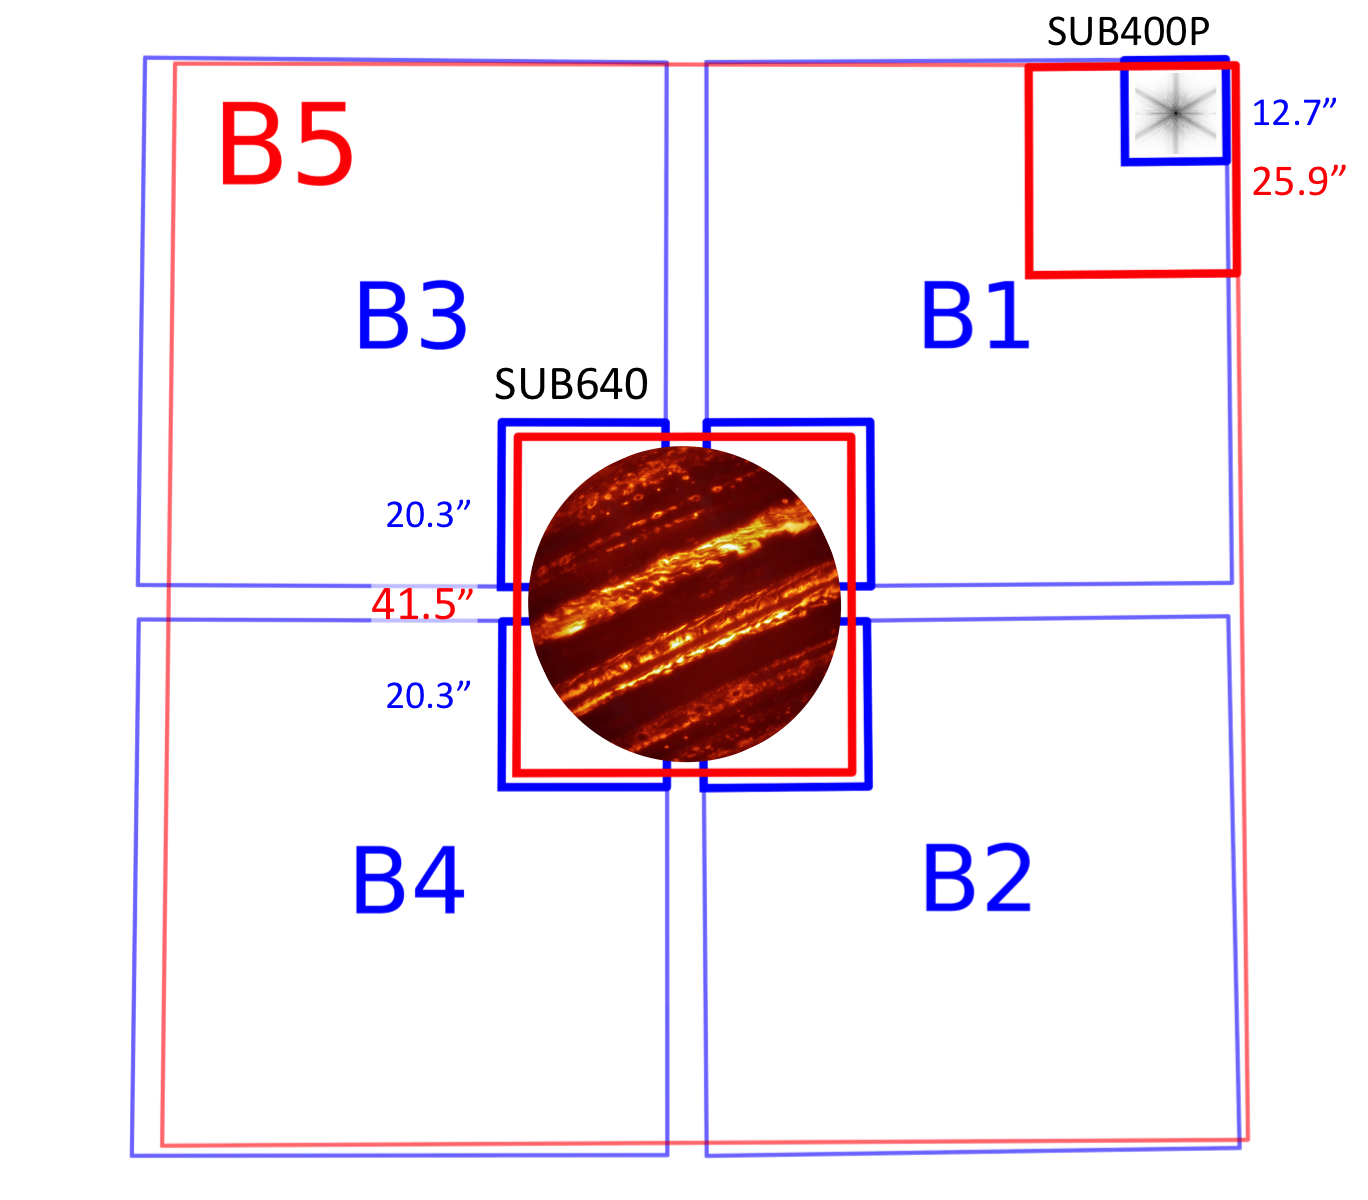 SUB400P
B5
12.7”
25.9”
B3
B1
SUB640
20.3”
41.5”
20.3”
B4
B2